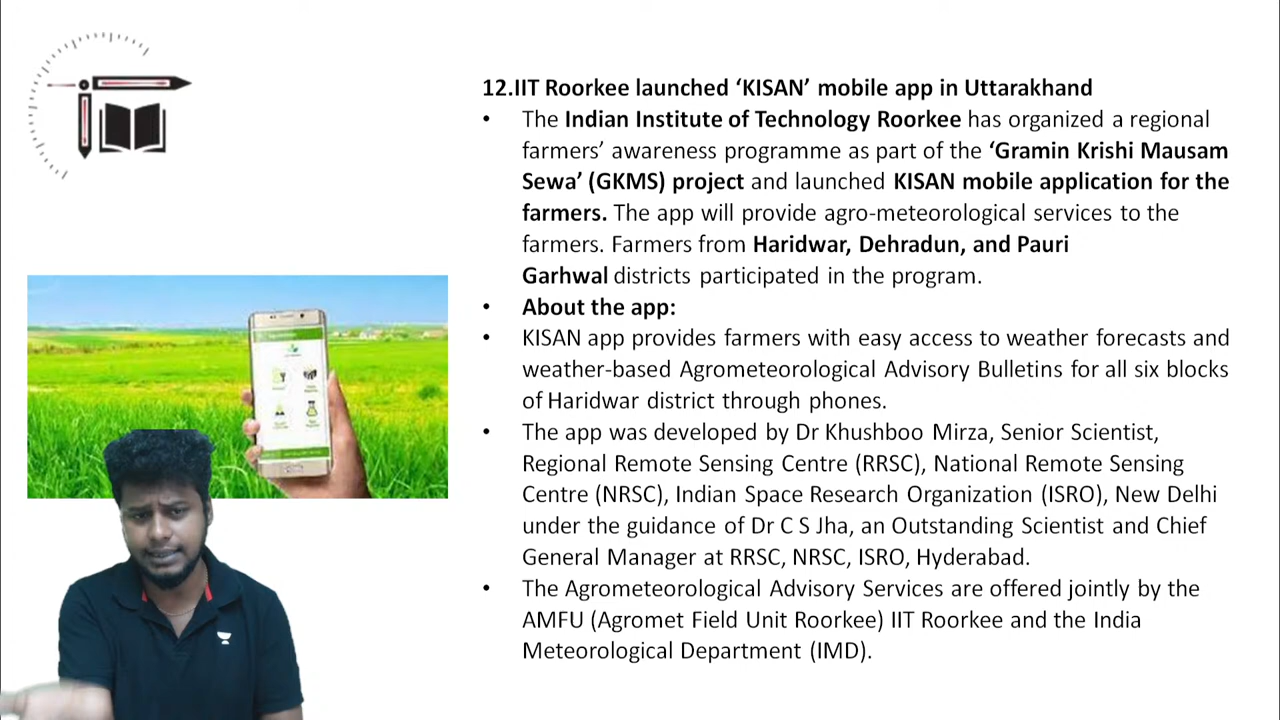 12.IIT Roorkee launched ‘KISAN’ mobile app in Uttarakhand
• The Indian Institute of Technology Roorkee has organized a regional
farmers’ awareness programme as part of the ‘Gramin Krishi Mausam
Sewa’ (GKMS) project and launched KISAN mobile application for the
farmers. The app will provide agro-meteorological services to the
farmers. Farmers from Haridwar, Dehradun, and Pauri
Garhwal districts participated in the program.
• About the app:
• KISAN app provides farmers with easy access to weather forecasts and
weather-based Agrometeorological Advisory Bulletins for all six blocks
of Haridwar district through phones.
• The app was developed by Dr Khushboo Mirza, Senior Scientist,
Regional Remote Sensing Centre (RRSC), National Remote Sensing
Centre (NRSC), Indian Space Research Organization (ISRO), New Delhi
under the guidance of Dr C S Jha, an Outstanding Scientist and Chief
General Manager at RRSC, NRSC, ISRO, Hyderabad.
• The Agrometeorological Advisory Services are offered jointly by the
AMFU (Agromet Field Unit Roorkee) IIT Roorkee and the India
Meteorological Department (IMD).